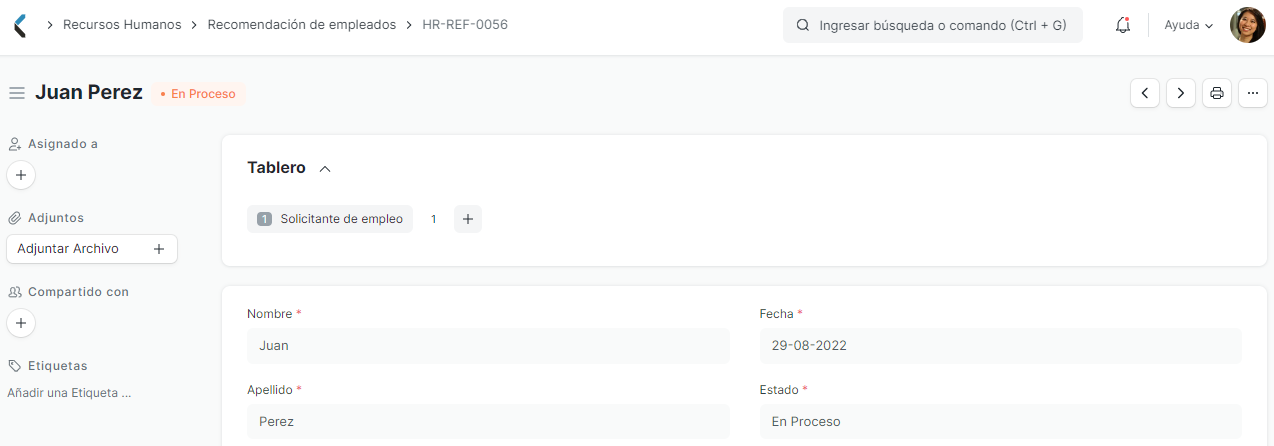 Recursos Humanos
Recomendación de empleados
HR-REF-0056
Ingresar búsqueda o comando (Ctrl + G)
Ayuda
Juan Perez
En Proceso
Asignado a
Adjuntos
Adjuntar Archivo
Compartido con
Etiquetas
Añadir una Etiqueta ...
Tablero
1 Solicitante de empleo 1
Nombre *
Juan
Fecha *
29-08-2022
Apellido *
Perez
Estado *
En Proceso